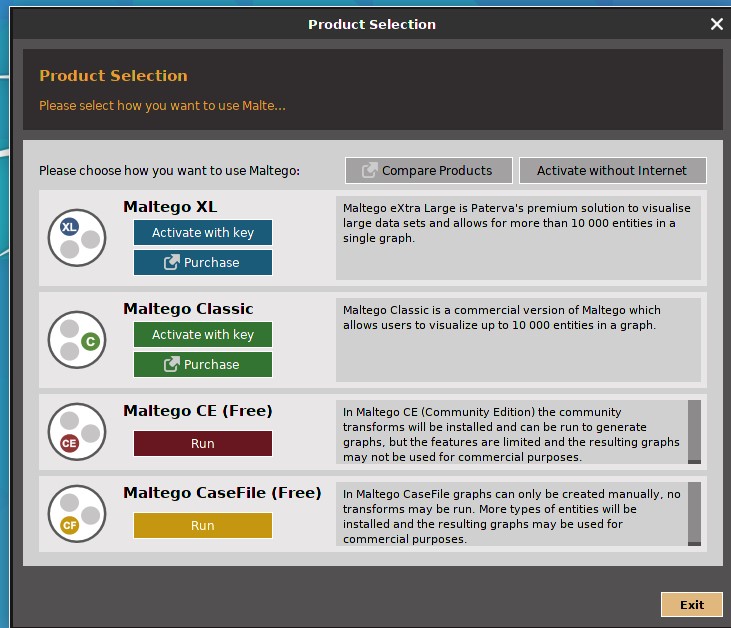 Product Selection
Product Selection
Please select how you want to use Malte...
Please choose how you want to use Maltego:
Compare Products
Activate without Internet
XL
Maltego XL
Activate with key
Purchase
Maltego eXtra Large is Paterva's premium solution to visualise
large data sets and allows for more than 10 000 entities in a
single graph.
C
Maltego Classic
Activate with key
Purchase
Maltego Classic is a commercial version of Maltego which
allows users to visualize up to 10 000 entities in a graph.
CE
Maltego CE (Free)
Run
In Maltego CE (Community Edition) the community
transforms will be installed and can be run to generate
graphs, but the features are limited and the resulting graphs
may not be used for commercial purposes.
CF
Maltego CaseFile (Free)
Run
In Maltego CaseFile graphs can only be created manually, no
transforms may be run. More types of entities will be
installed and the resulting graphs may be used for
commercial purposes.
Exit